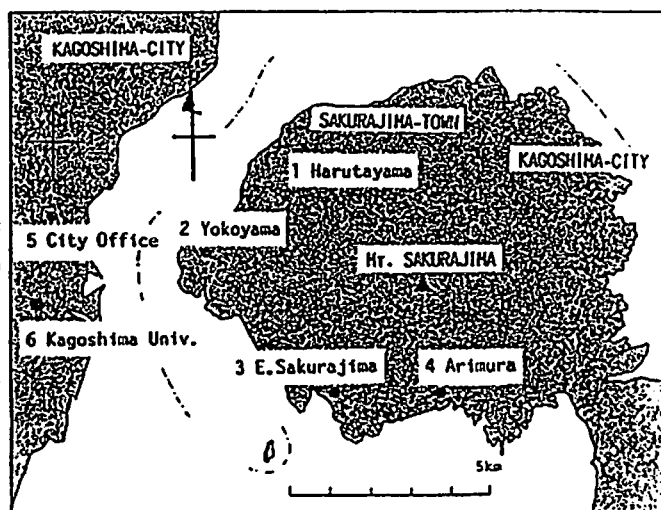 KAGOSHIMA-CITY
SAKURAJIMA-TOWN
KAGOSHIMA-CITY
1 Harutayama
2 Yokoyama
5 City Office
MT. SAKURAJIMA
6 Kagoshima Univ.
3 E.Sakurajima
4 Arimura
5km